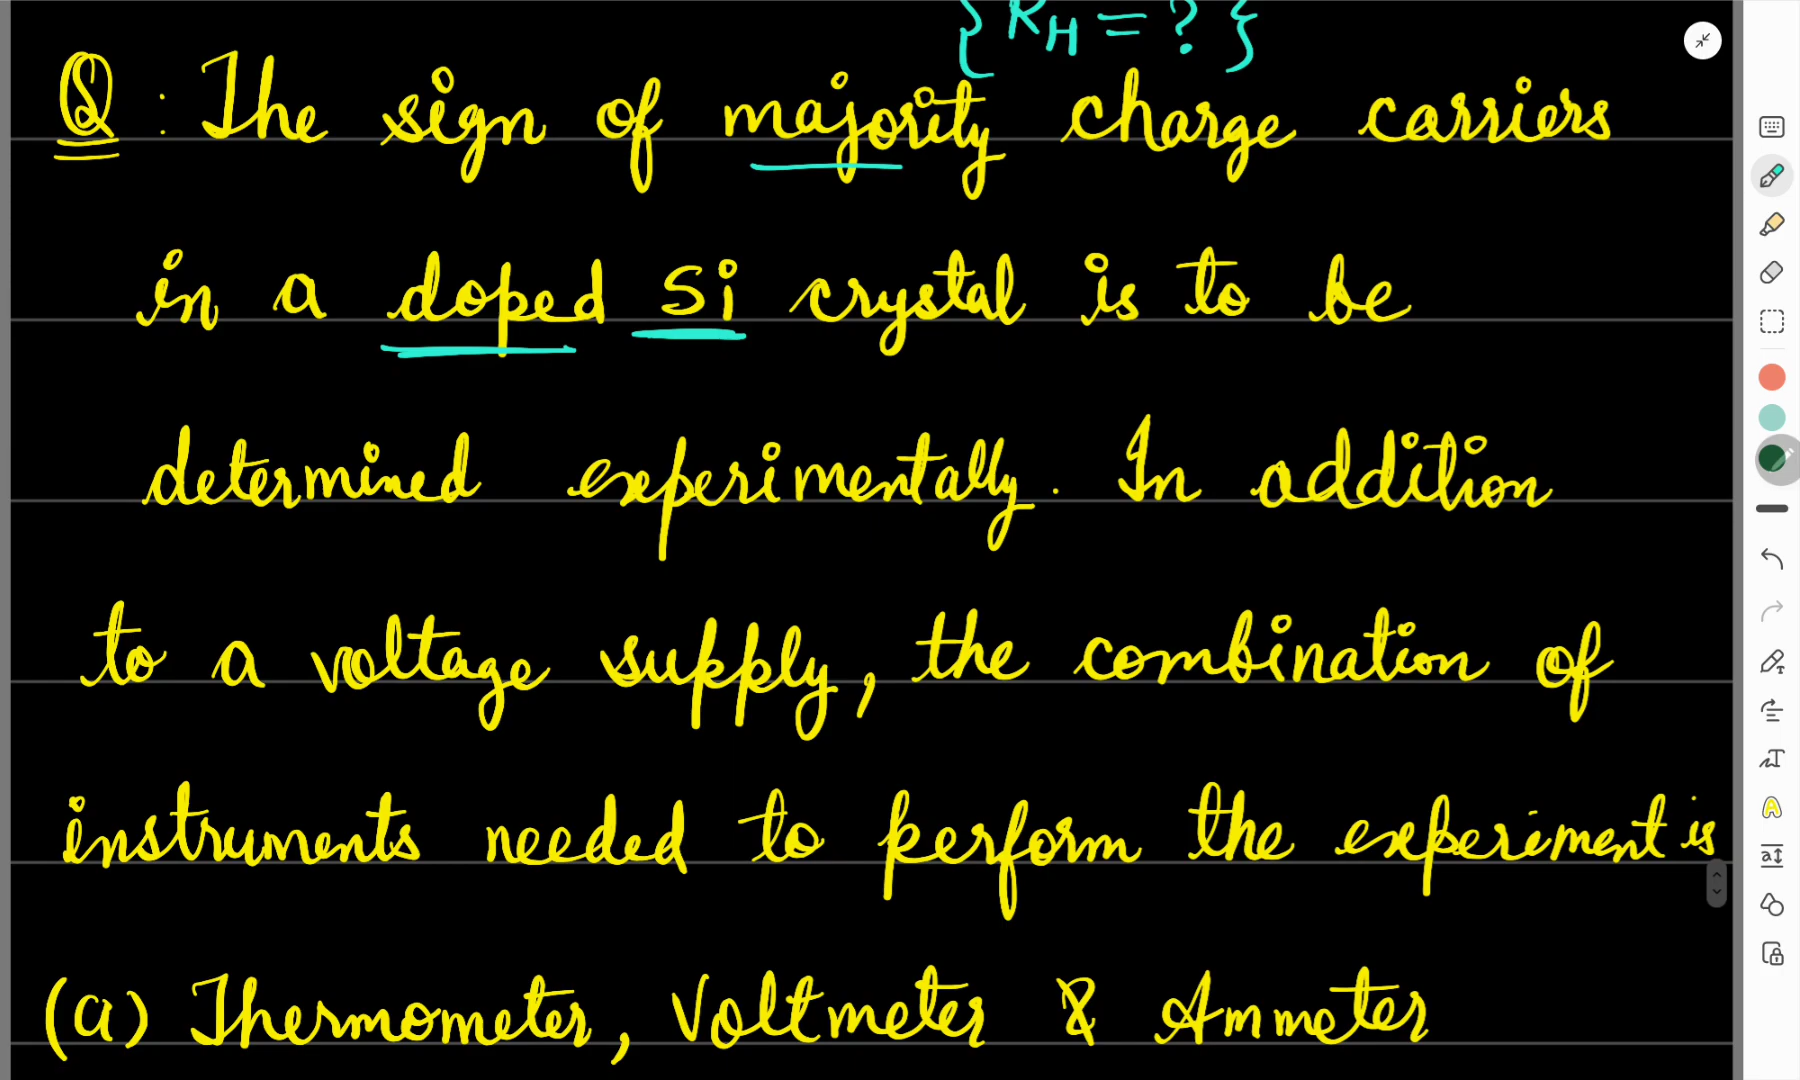 {RH = ?}
Q : The sign of majority charge carriers
in a doped Si crystal is to be
determined experimentally. In addition
to a voltage supply, the combination of
instruments needed to perform the experiment is
(a) Thermometer, Voltmeter & Ammeter